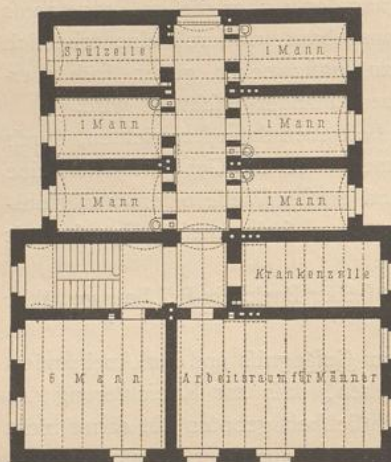 Spülzelle
1 Mann
1 Mann
1 Mann
1 Mann
1 Mann
Krankenzelle
6 Mann
Arbeitsraum für Männer